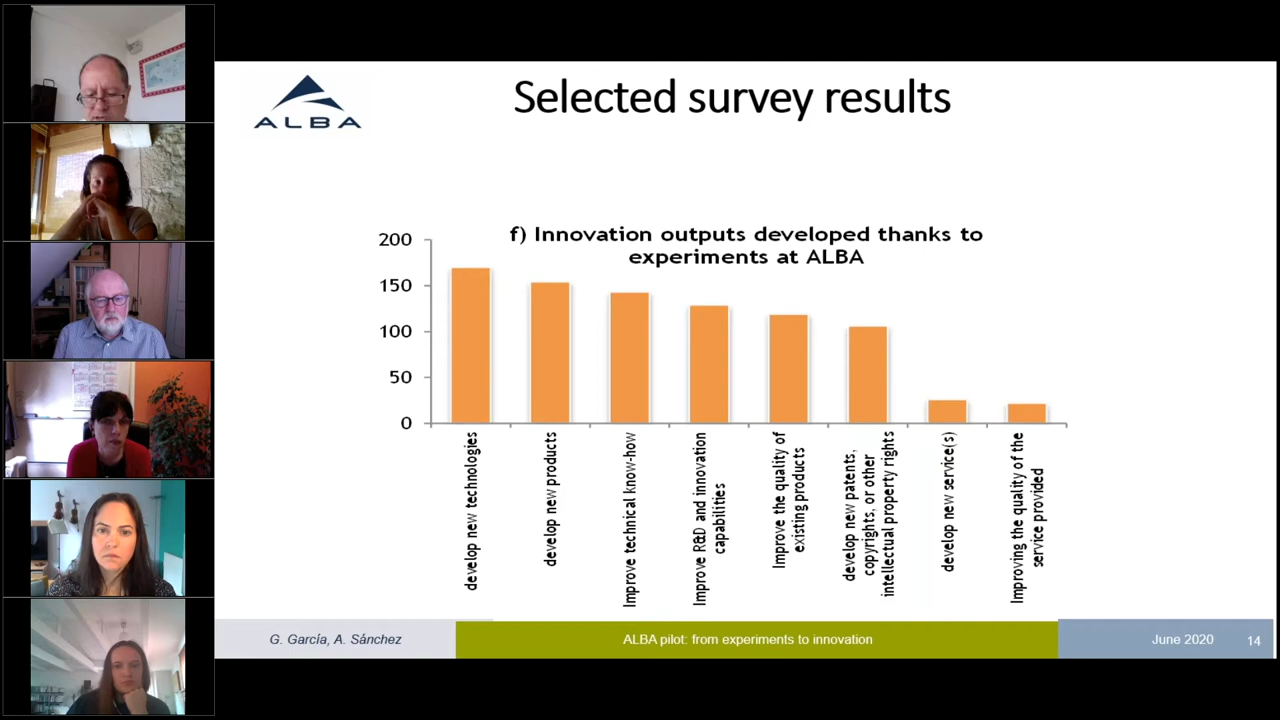 ALBA
Selected survey results
f) Innovation outputs developed thanks to
experiments at ALBA
200
150
100
50
0
develop new technologies
develop new products
Improve technical know-how
Improve R&D and innovation
capabilities
Improve the quality of
existing products
develop new patents,
copyrights, or other
intellectual property rights
develop new service(s)
Improving the quality of the
service provided
G. García, A. Sánchez
ALBA pilot: from experiments to innovation
June 2020
14